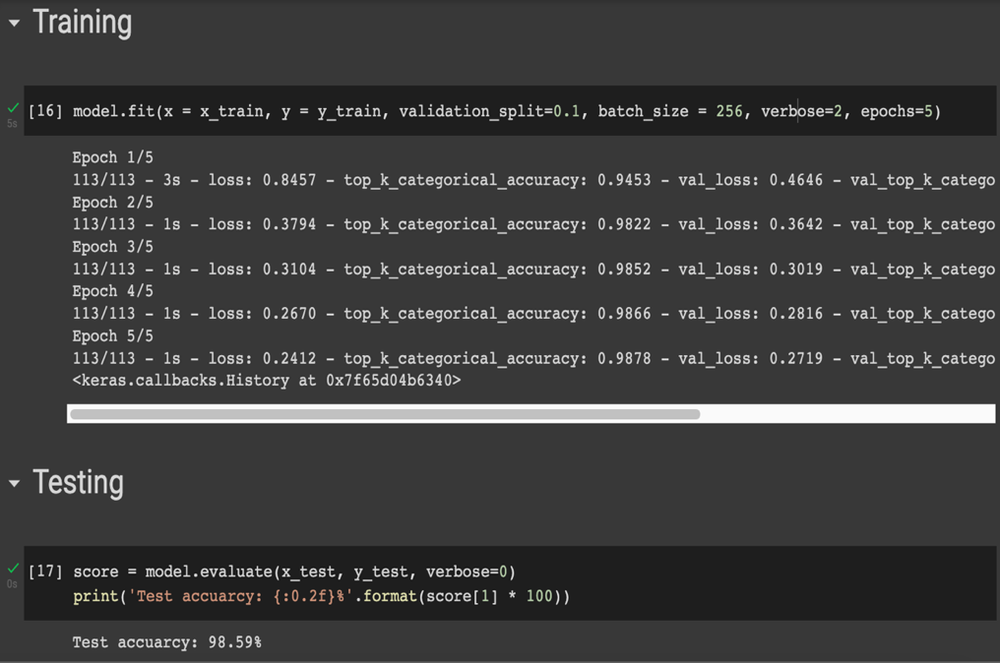 Training
[16] model.fit(x = x_train, y = y_train, validation_split=0.1, batch_size = 256, verbose=2, epochs=5)
5s
Epoch 1/5
113/113 - 3s - loss: 0.8457 - top_k_categorical_accuracy: 0.9453 - val_loss: 0.4646 - val_top_k_catego
Epoch 2/5
113/113 - 1s - loss: 0.3794 - top_k_categorical_accuracy: 0.9822 - val_loss: 0.3642 - val_top_k_catego
Epoch 3/5
113/113 - 1s - loss: 0.3104 - top_k_categorical_accuracy: 0.9852 - val_loss: 0.3019 - val_top_k_catego
Epoch 4/5
113/113 - 1s - loss: 0.2670 - top_k_categorical_accuracy: 0.9866 - val_loss: 0.2816 - val_top_k_catego
Epoch 5/5
113/113 - 1s - loss: 0.2412 - top_k_categorical_accuracy: 0.9878 - val_loss: 0.2719 - val_top_k_catego
<keras.callbacks.History at 0x7f65d04b6340>
Testing
[17] score = model.evaluate(x_test, y_test, verbose=0)
0s
print('Test accuarcy: {:0.2f}%'.format(score[1] * 100))
Test accuarcy: 98.59%